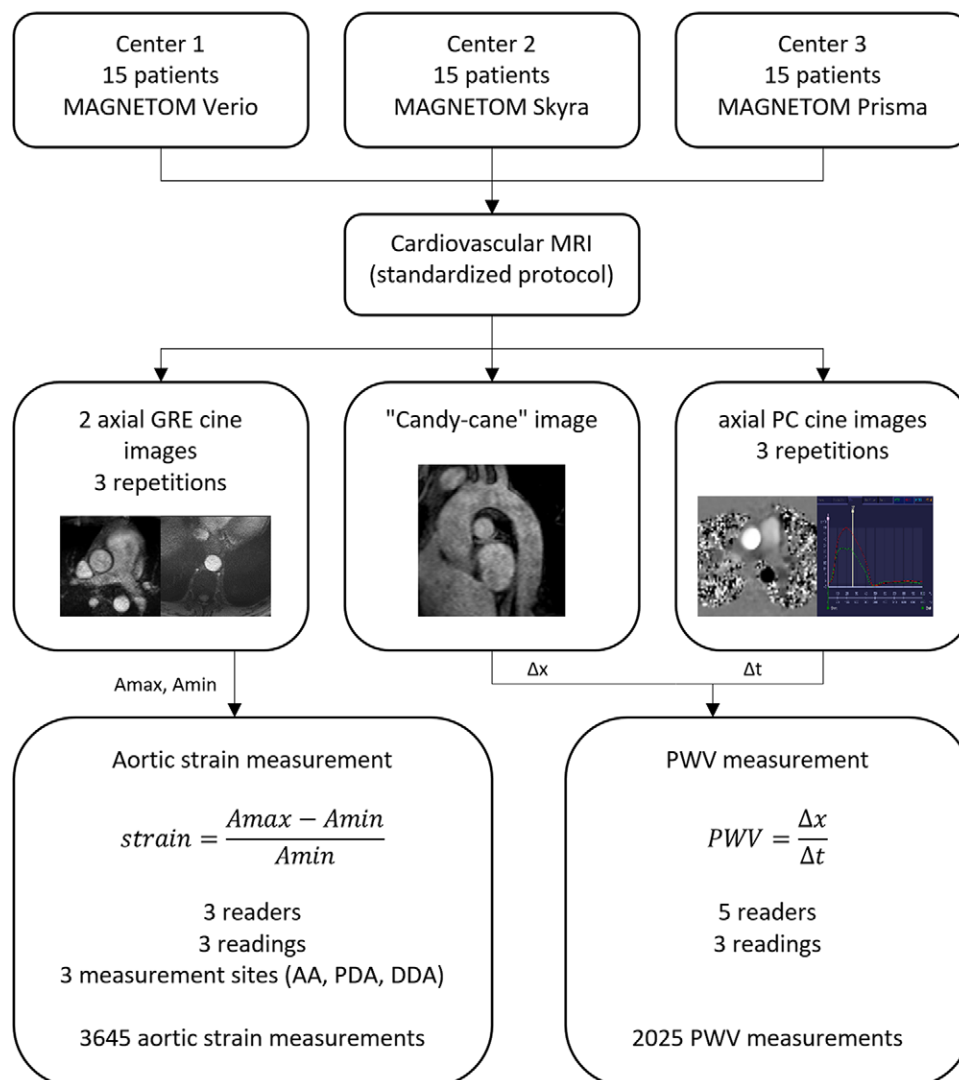 Center 1
15 patients
MAGNETOM Verio
Center 2
15 patients
MAGNETOM Skyra
Center 3
15 patients
MAGNETOM Prisma
Cardiovascular MRI
(standardized protocol)
2 axial GRE cine
images
3 repetitions
"Candy-cane" image
axial PC cine images
3 repetitions
Amax, Amin
Δx
Δt
Aortic strain measurement
strain = (Amax − Amin) / Amin
3 readers
3 readings
3 measurement sites (AA, PDA, DDA)
3645 aortic strain measurements
PWV measurement
PWV = Δx / Δt
5 readers
3 readings
2025 PWV measurements